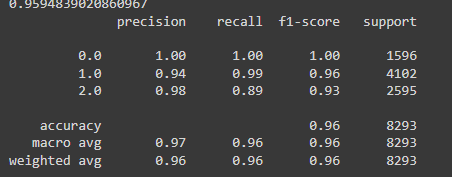 0.9594839020860967
precision recall f1-score support
0.0 1.00 1.00 1.00 1596
1.0 0.94 0.99 0.96 4102
2.0 0.98 0.89 0.93 2595
accuracy 0.96 8293
macro avg 0.97 0.96 0.96 8293
weighted avg 0.96 0.96 0.96 8293